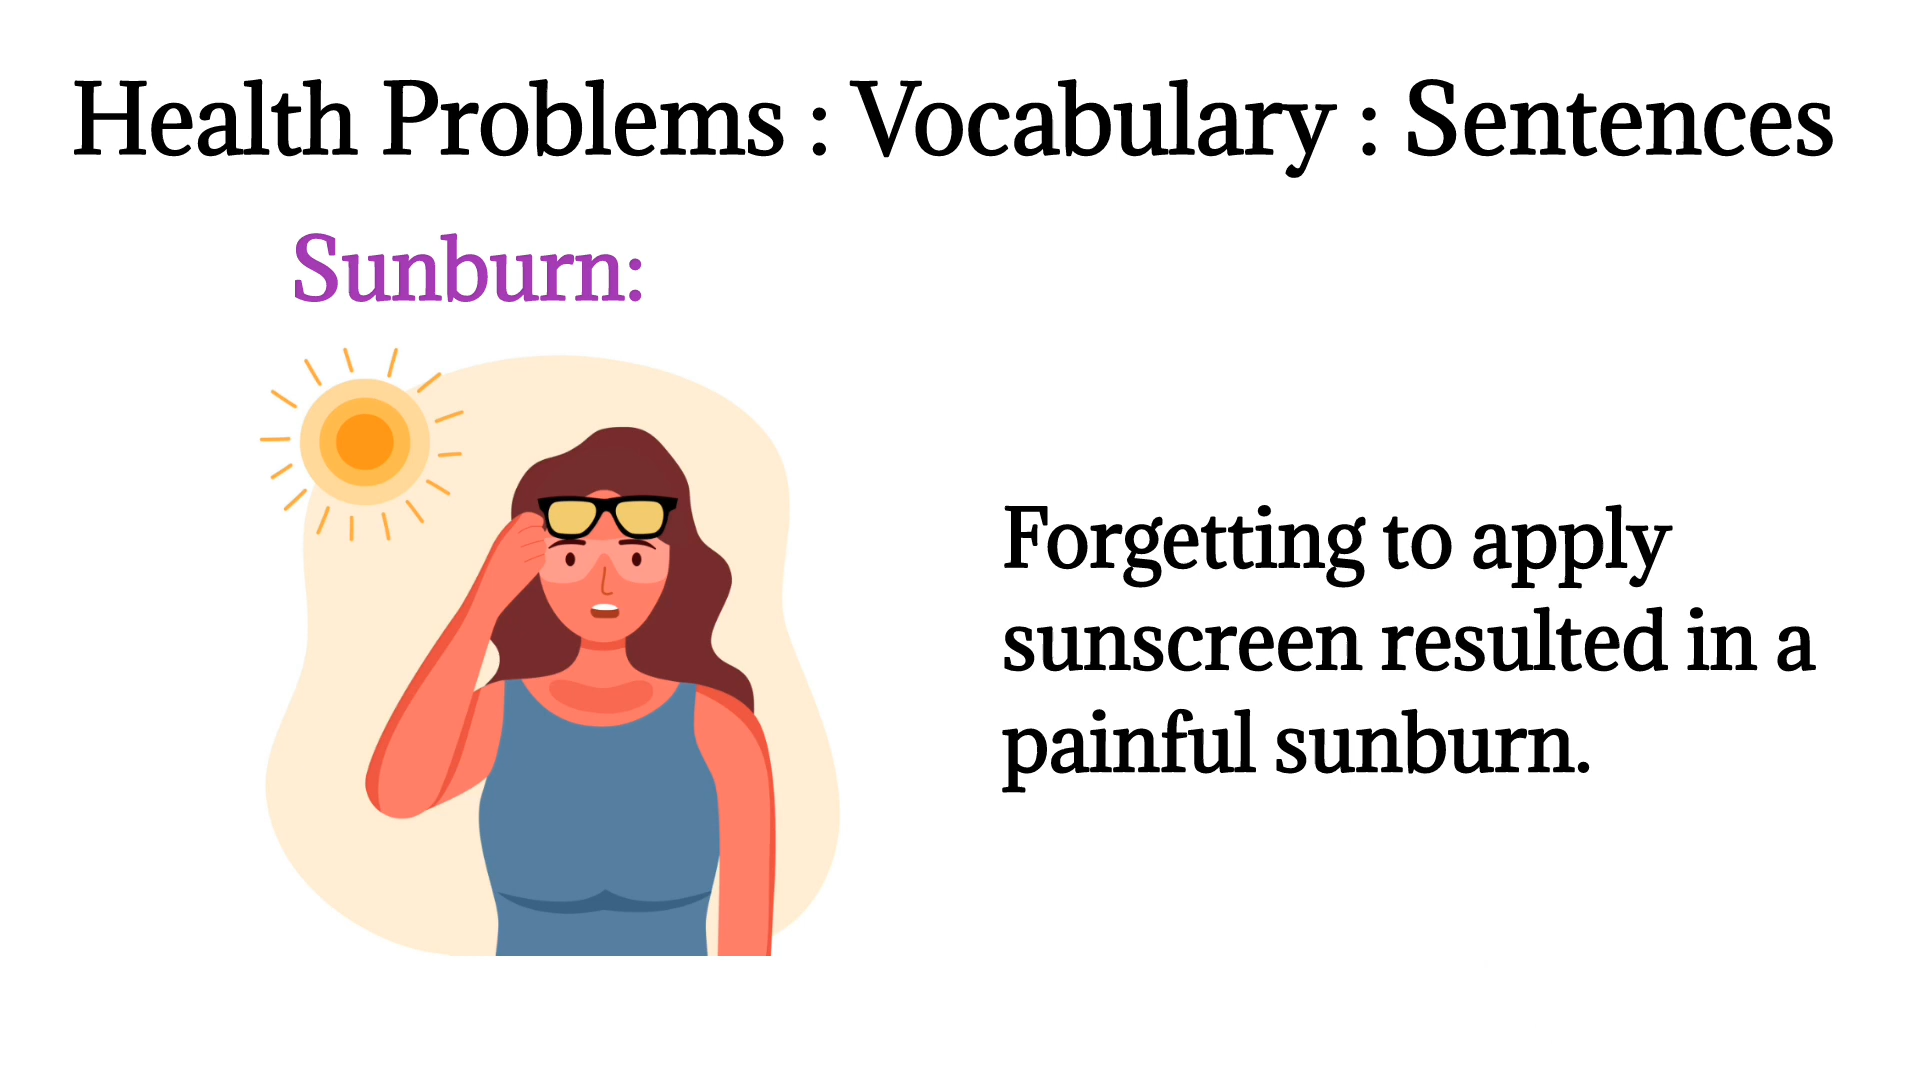 Health Problems : Vocabulary : Sentences
Sunburn:
Forgetting to apply
sunscreen resulted in a
painful sunburn.